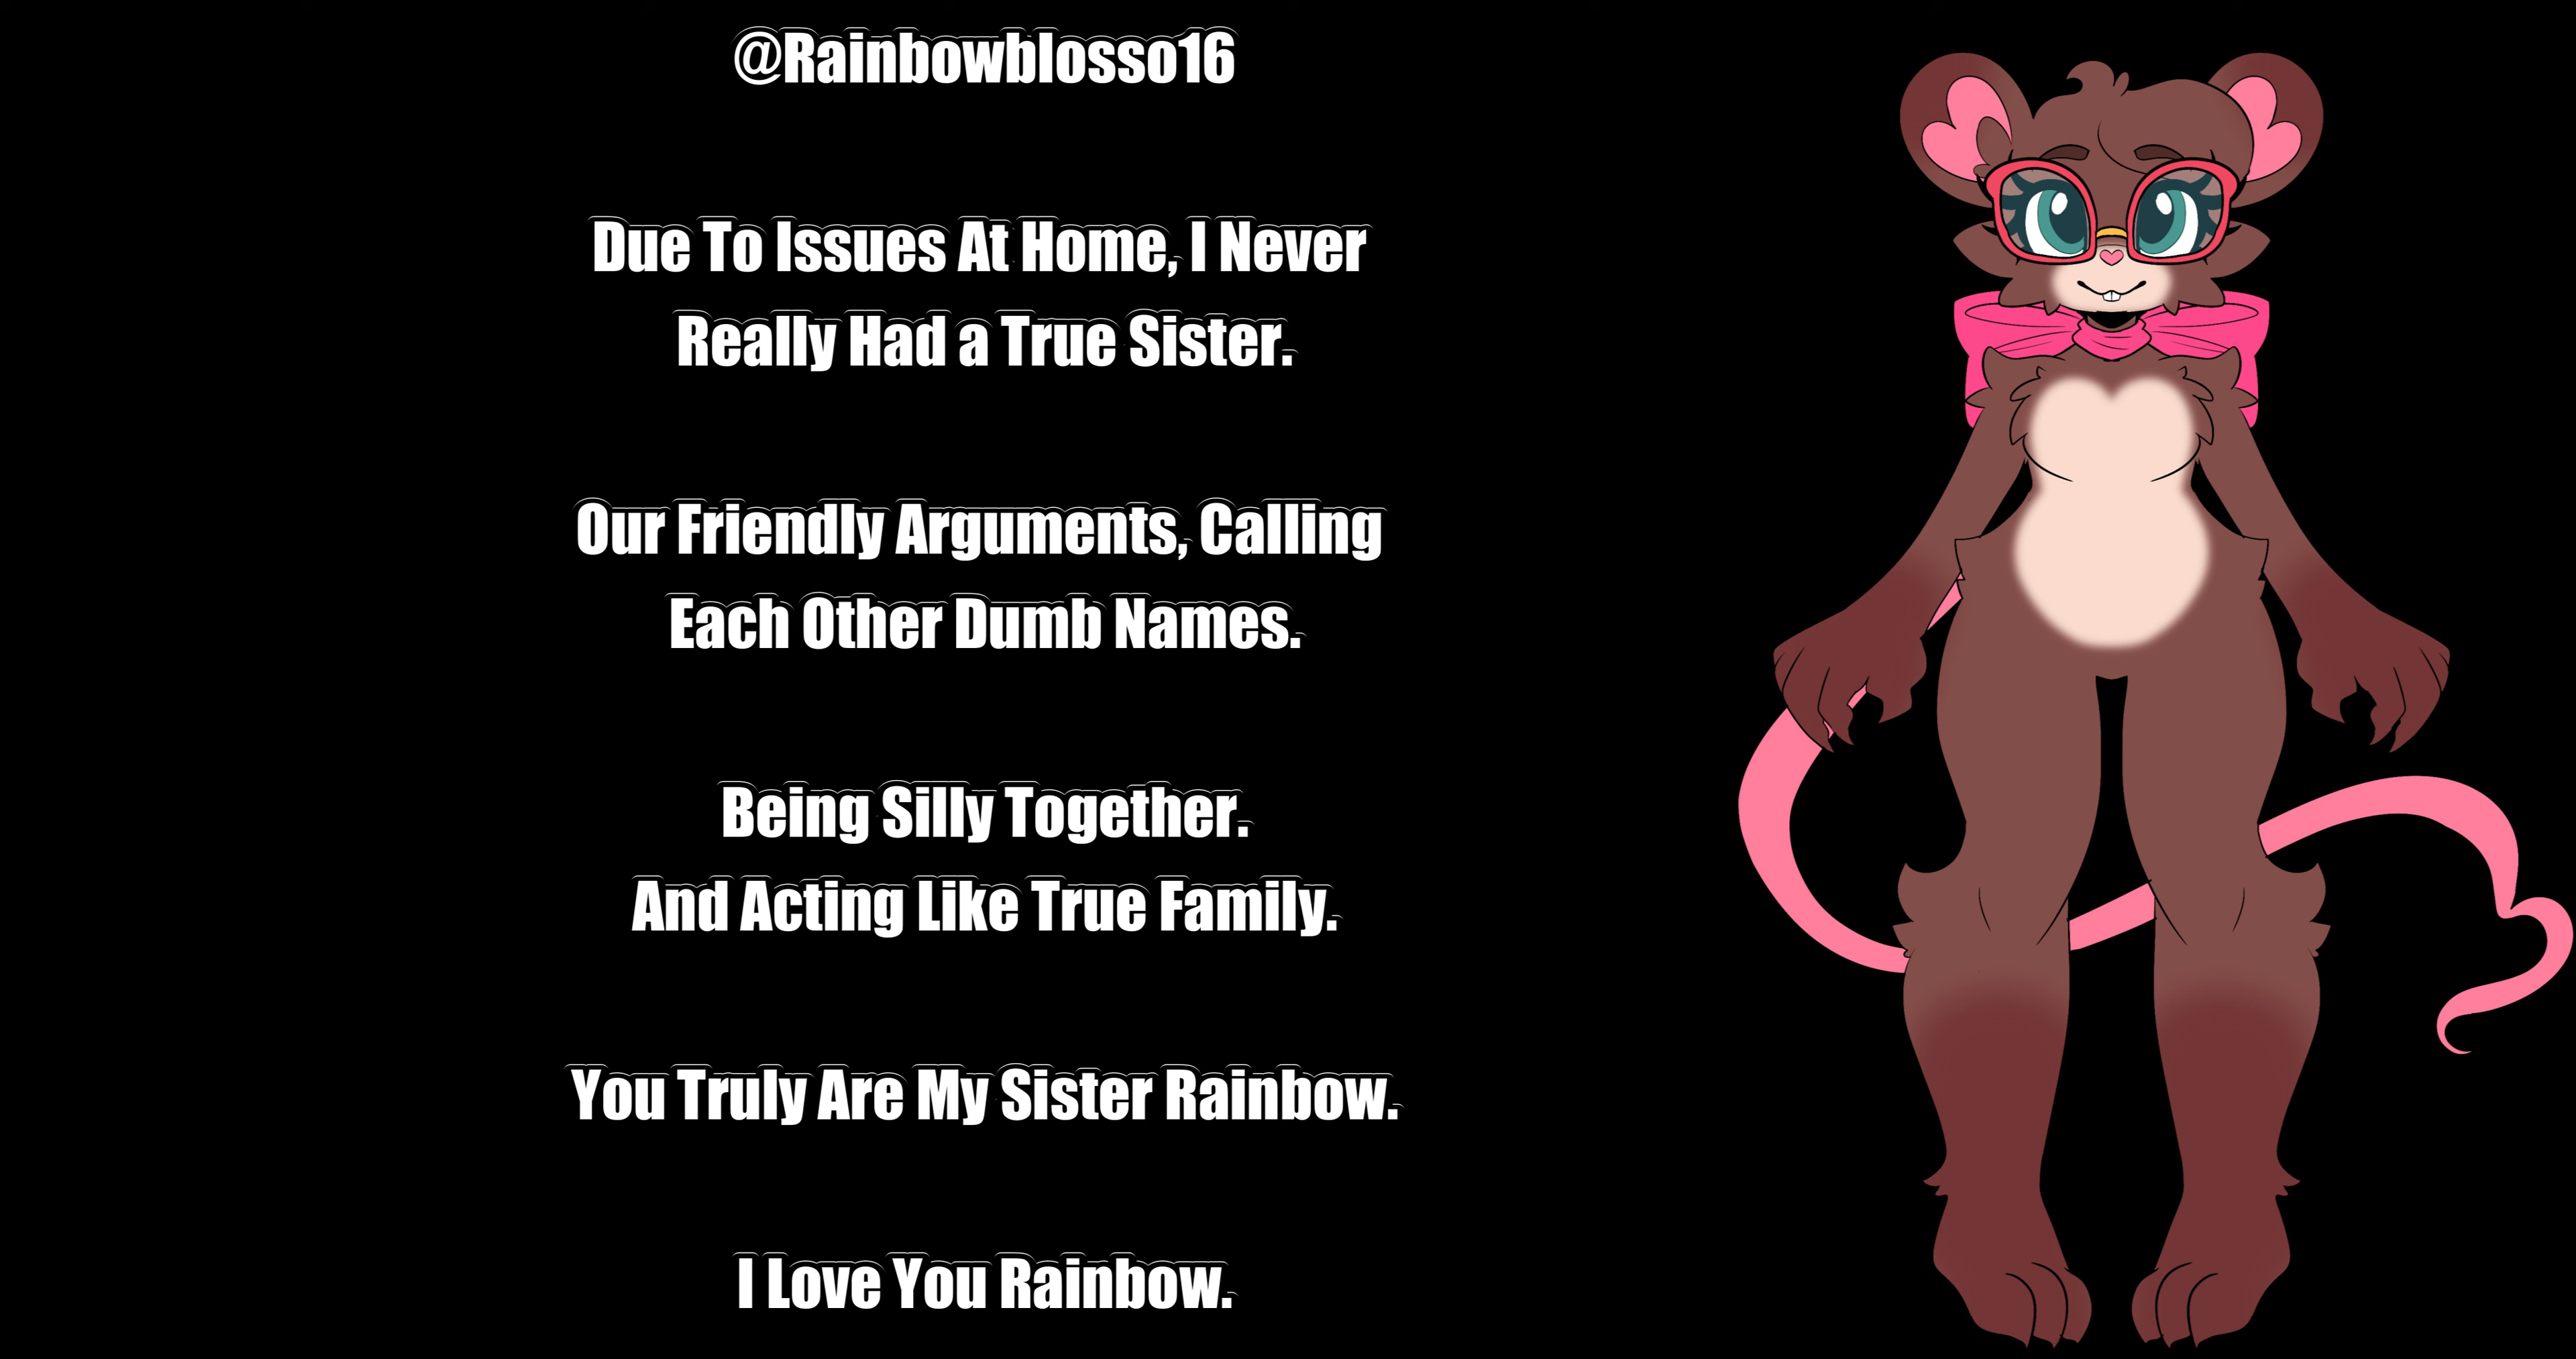 @Rainbowblosso16
Due To Issues At Home, I Never
Really Had a True Sister.
Our Friendly Arguments, Calling
Each Other Dumb Names.
Being Silly Together.
And Acting Like True Family.
You Truly Are My Sister Rainbow.
I Love You Rainbow.